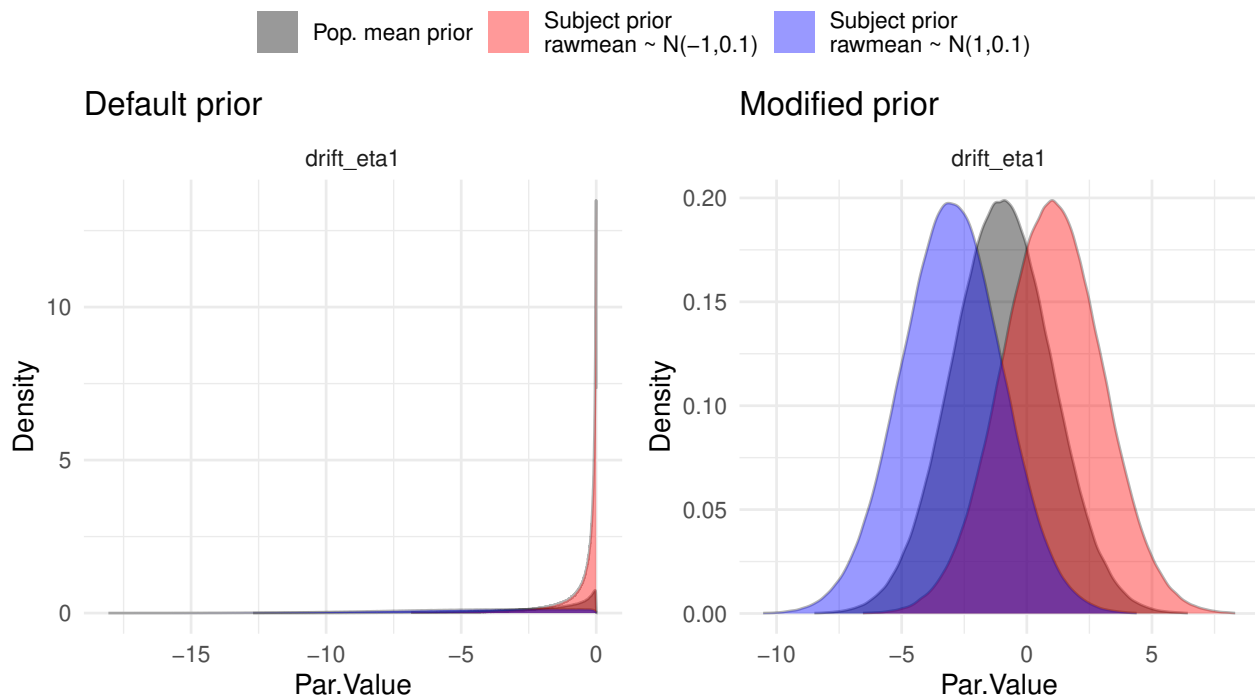 Pop. mean prior
Subject prior
rawmean ~ N(−1,0.1)
Subject prior
rawmean ~ N(1,0.1)
Default prior
drift_eta1
Density
10
5
0
−15
−10
−5
0
Par.Value
Modified prior
drift_eta1
Density
0.20
0.15
0.10
0.05
0.00
−10
−5
0
5
Par.Value